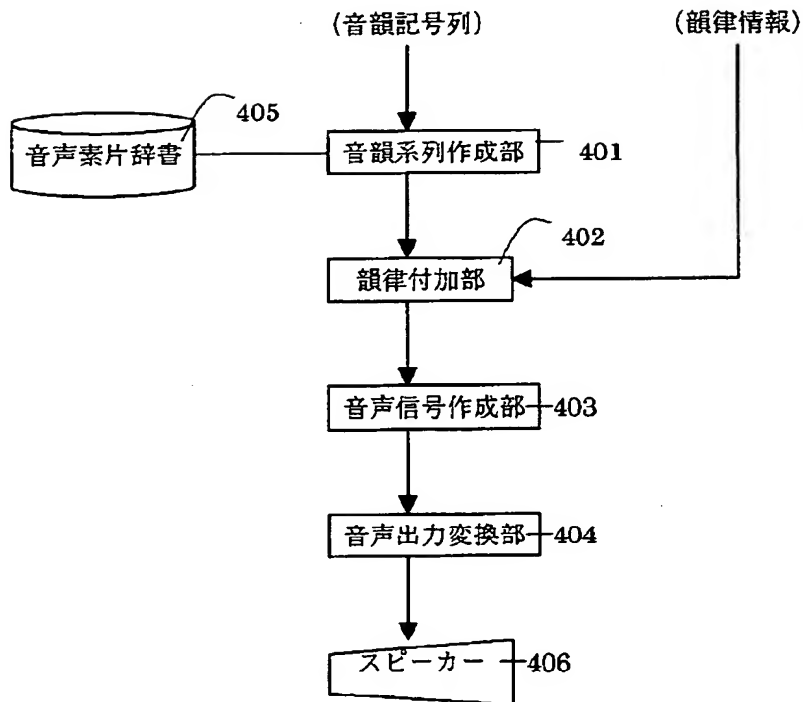 (音韻記号列)
(韻律情報)
405
音声素片辞書
音韻系列作成部
401
402
韻律付加部
音声信号作成部
403
音声出力変換部
404
スピーカー
406